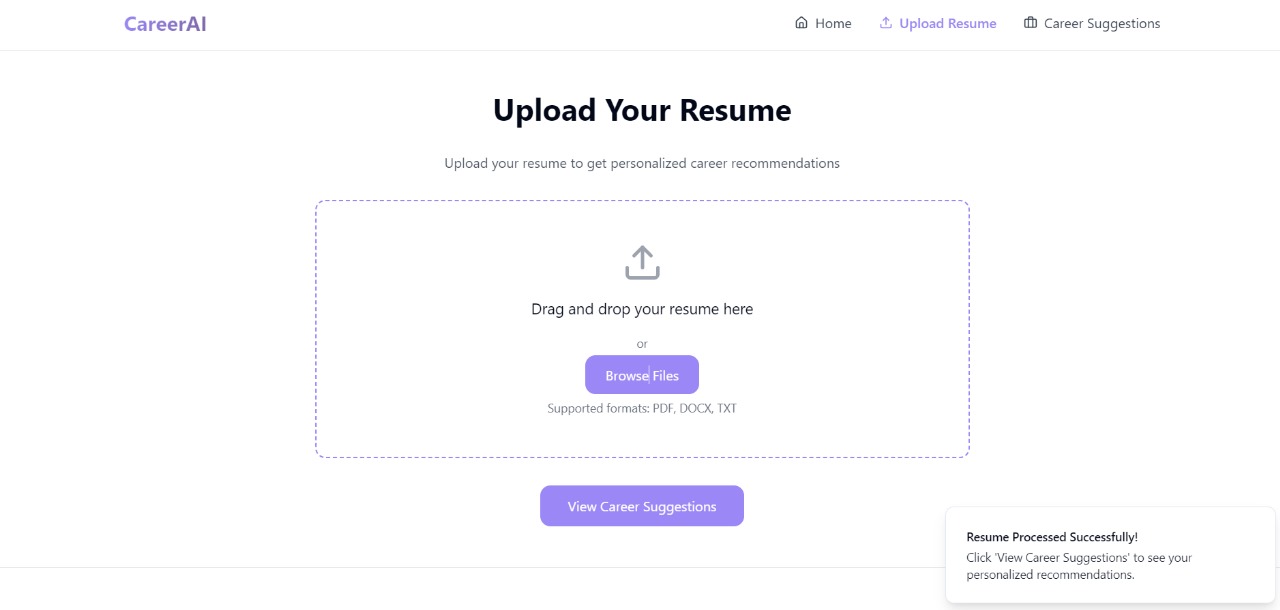 CareerAI
Home
Upload Resume
Career Suggestions
Upload Your Resume
Upload your resume to get personalized career recommendations
Drag and drop your resume here
or
Browse Files
Supported formats: PDF, DOCX, TXT
View Career Suggestions
Resume Processed Successfully!
Click 'View Career Suggestions' to see your
personalized recommendations.